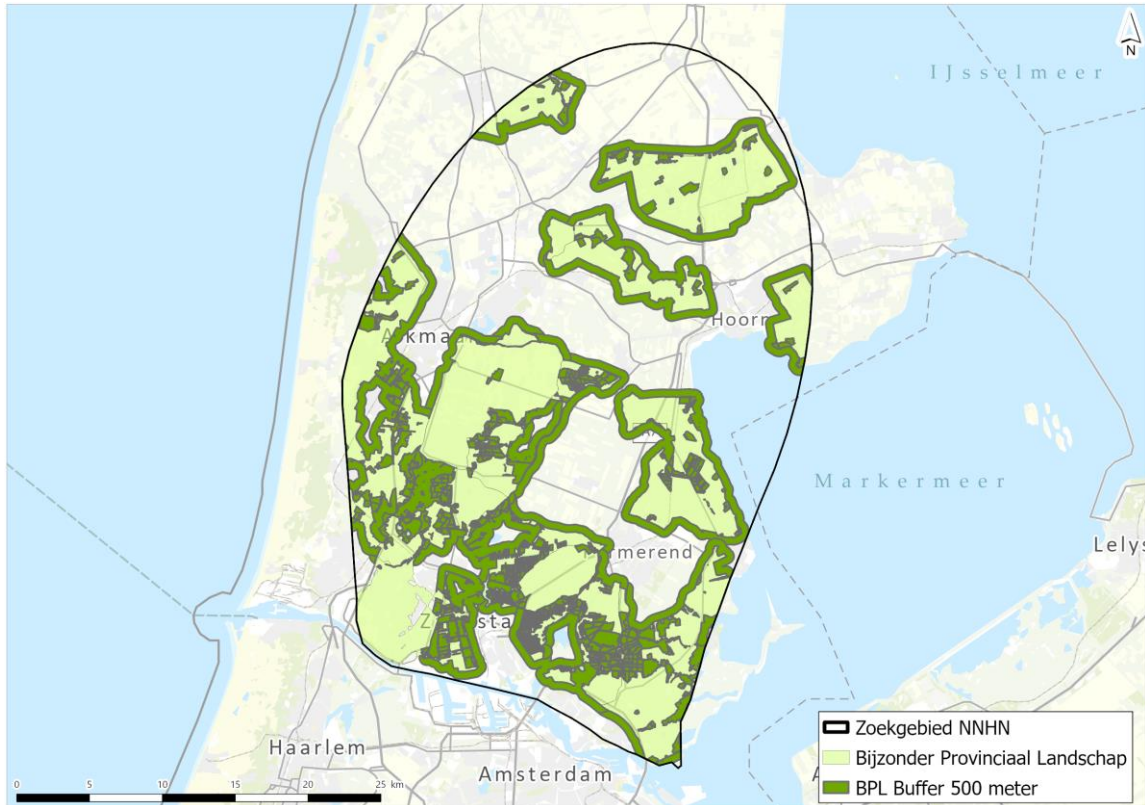 N
IJsselmeer
Hoorn
Markermeer
Lelys
Haarlem
Amsterdam
0 5 10 15 20 25 km
Zoekgebied NNHN
Bijzonder Provinciaal Landschap
BPL Buffer 500 meter